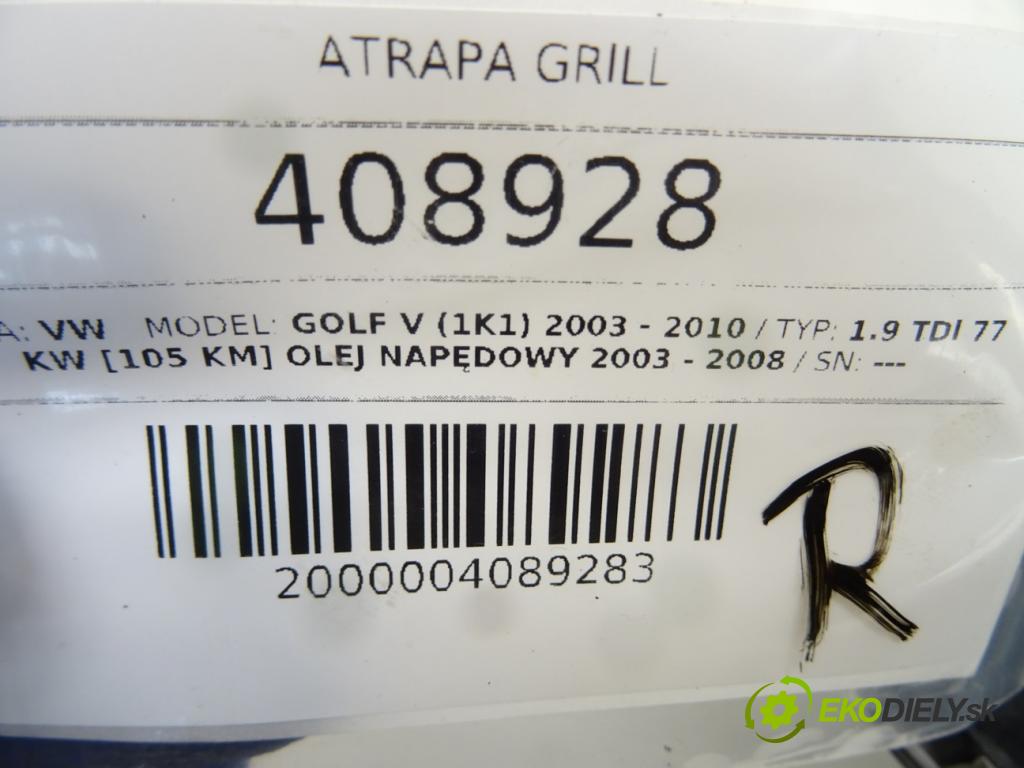 ATRAPA GRILL
408928
A: VW MODEL: GOLF V (1K1) 2003 - 2010 / TYP: 1.9 TDI 77
KW [105 KM] OLEJ NAPĘDOWY 2003 - 2008 / SN: ---
2000004089283
R
EKODIELY.sk